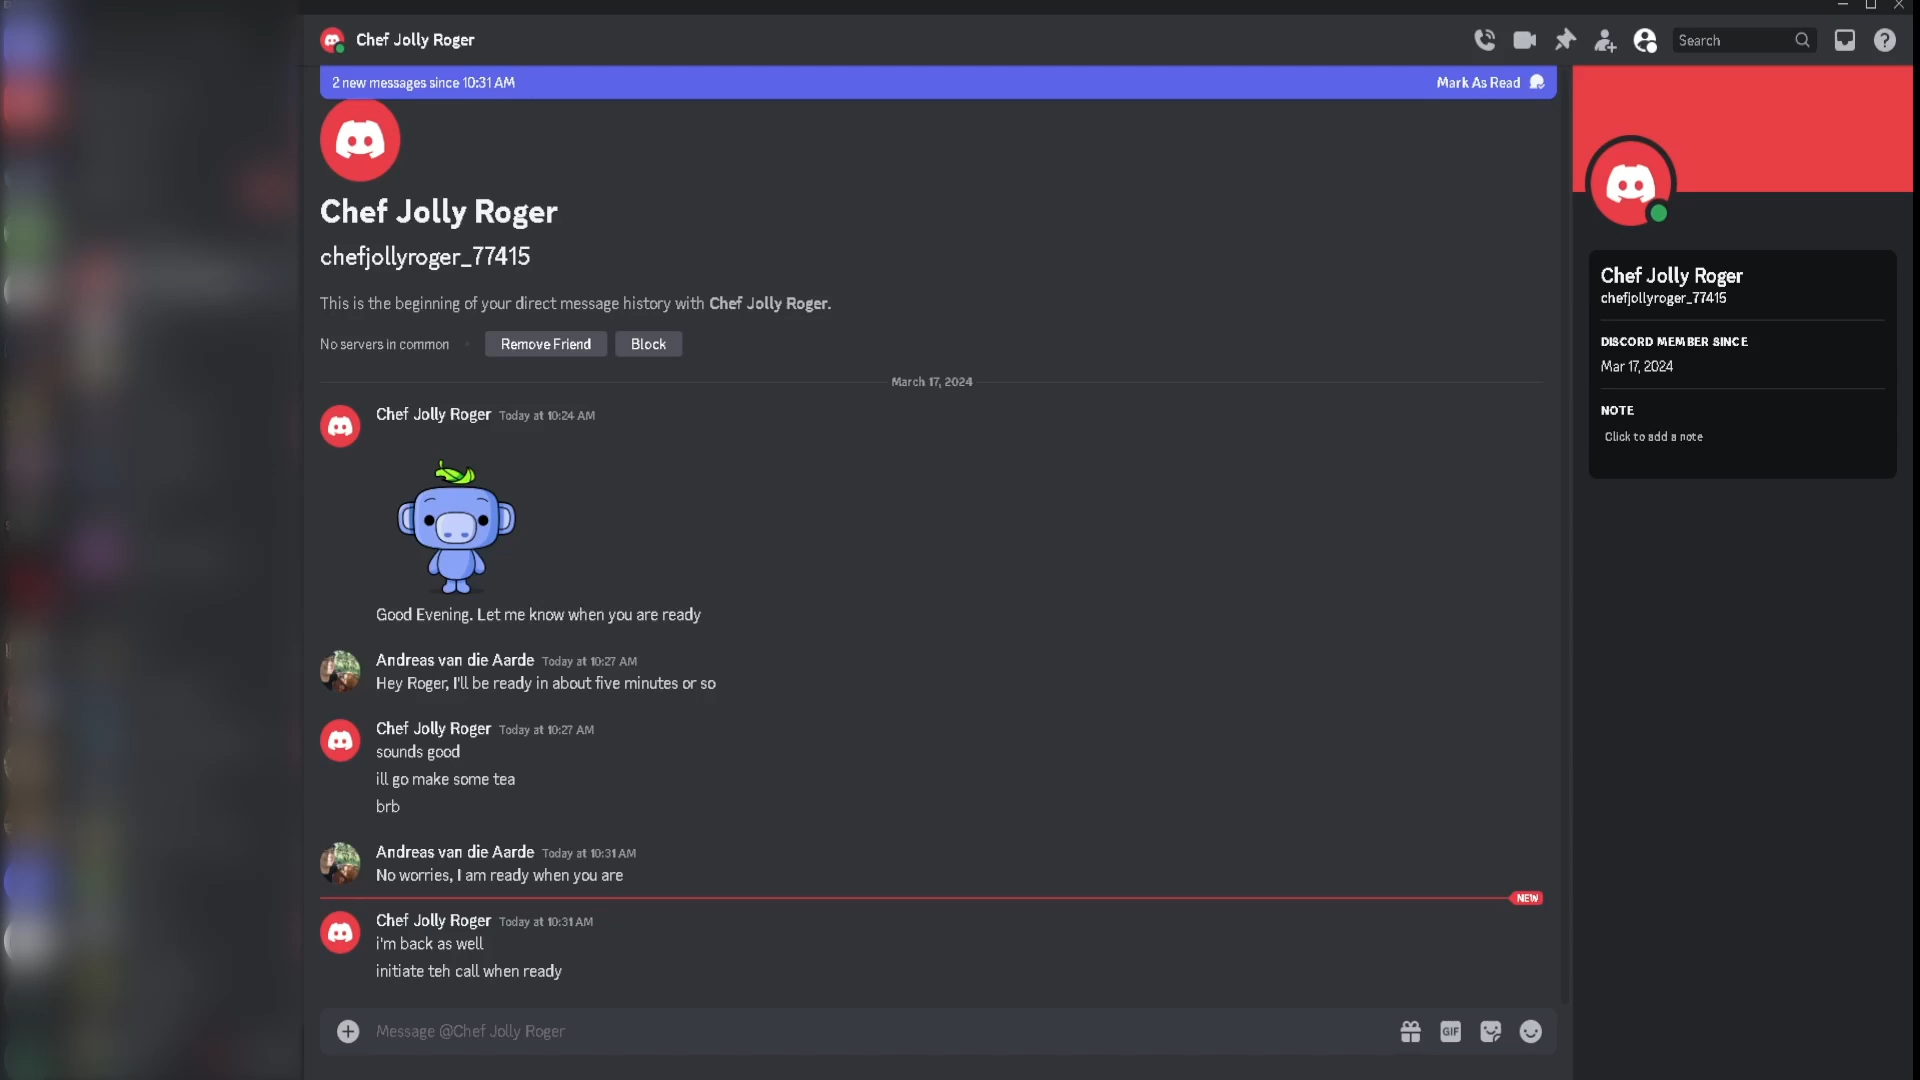 Chef Jolly Roger
Search
2 new messages since 10:31 AM
Mark As Read
Chef Jolly Roger
chefjollyroger_77415
This is the beginning of your direct message history with Chef Jolly Roger.
No servers in common
Remove Friend
Block
March 17, 2024
Chef Jolly Roger Today at 10:24 AM
Good Evening. Let me know when you are ready
Andreas van die Aarde Today at 10:27 AM
Hey Roger, I'll be ready in about five minutes or so
Chef Jolly Roger Today at 10:27 AM
sounds good
ill go make some tea
brb
Andreas van die Aarde Today at 10:31 AM
No worries, I am ready when you are
NEW
Chef Jolly Roger Today at 10:31 AM
i'm back as well
initiate teh call when ready
Message @Chef Jolly Roger
GIF
Chef Jolly Roger
chefjollyroger_77415
DISCORD MEMBER SINCE
Mar 17, 2024
NOTE
Click to add a note